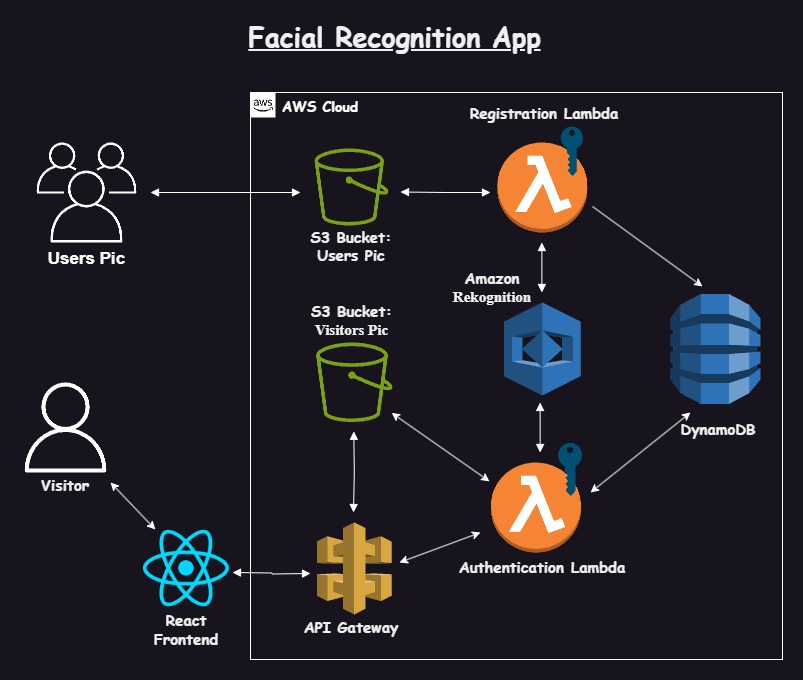 Facial Recognition App
aws
AWS Cloud
Registration Lambda
S3 Bucket:
Users Pic
Users Pic
Amazon
Rekognition
S3 Bucket:
Visitors Pic
DynamoDB
Visitor
Authentication Lambda
React
Frontend
API Gateway